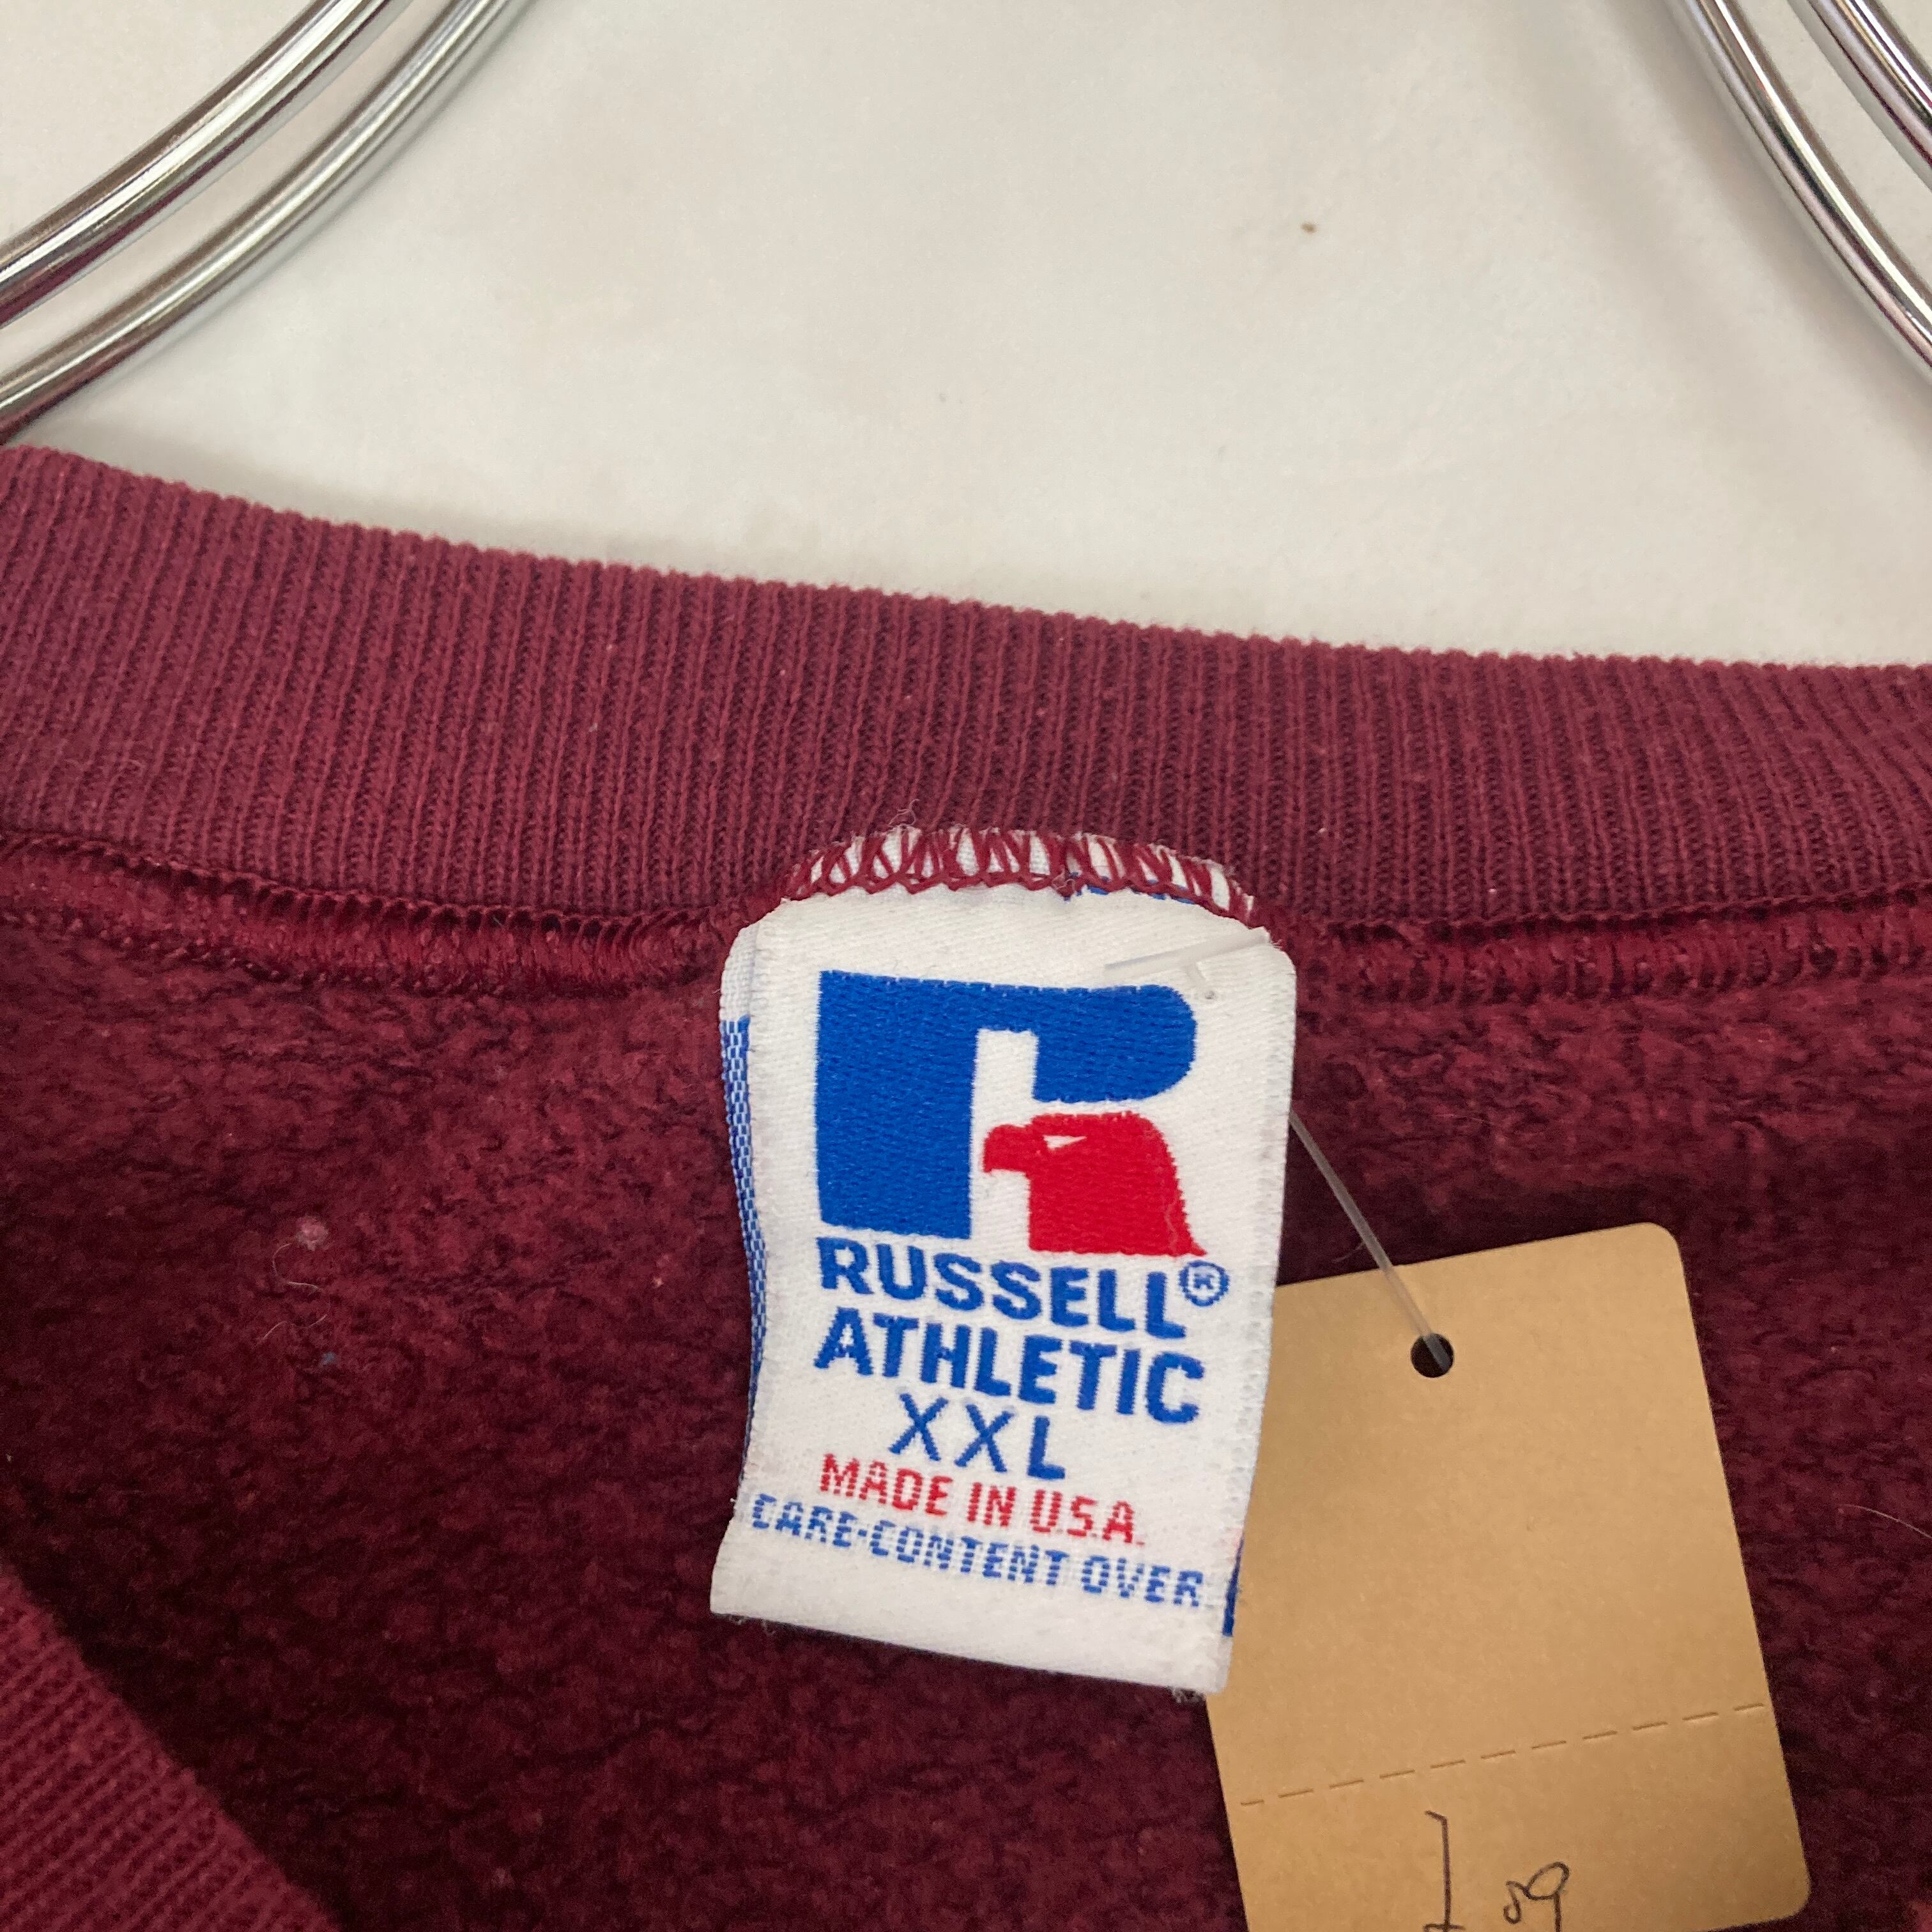 RUSSELL®
ATHLETIC
XXL
MADE IN U.S.A.
CARE-CONTENT OVER